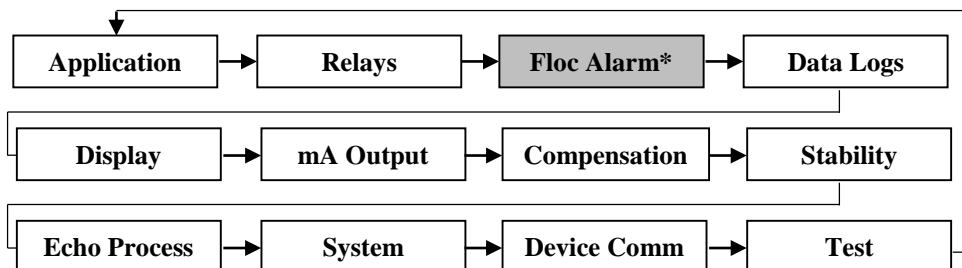 Application Relays Floc Alarm* Data Logs
Display mA Output Compensation Stability
Echo Process System Device Comm Test